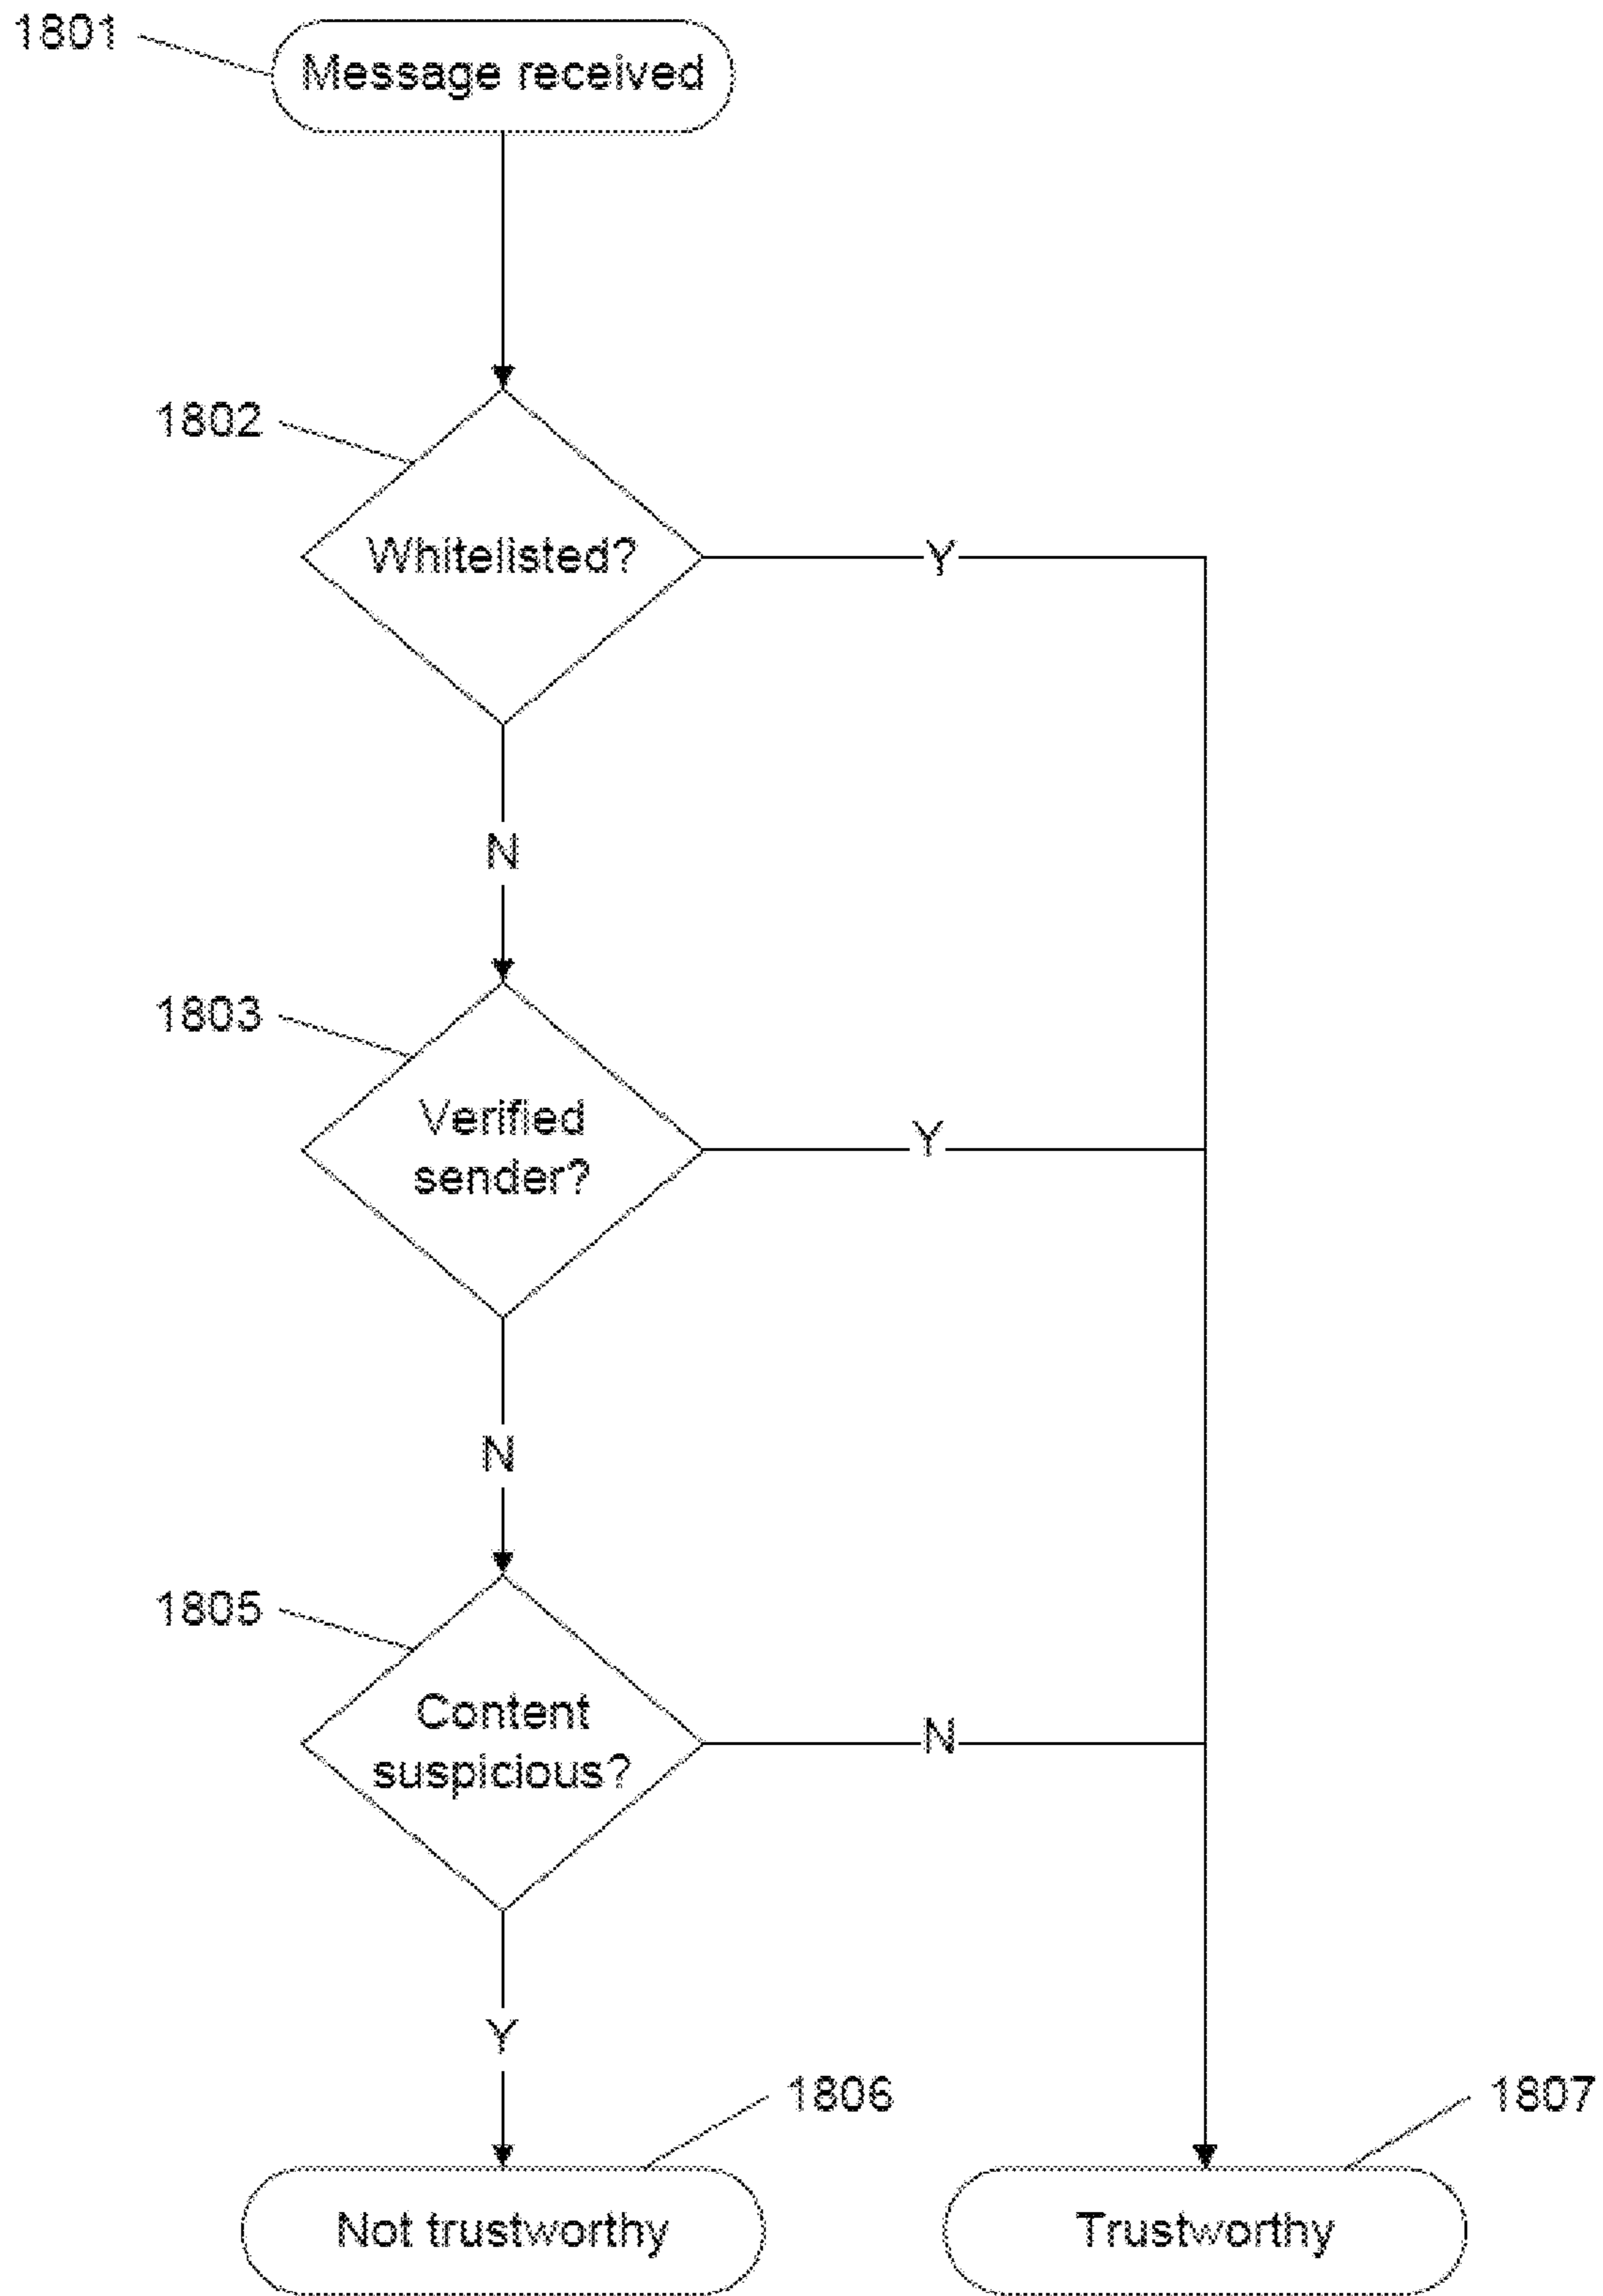 1801
Message received
1802
Whitelisted?
Y
N
1803
Verified
sender?
Y
N
1805
Content
suspicious?
N
Y
1806
1807
Not trustworthy
Trustworthy